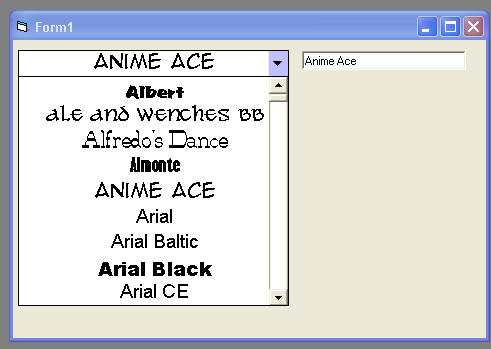 Form1
ANIME ACE
Anime Ace
Albert
ale and wenches BB
Alfredo's Dance
Almonte
ANIME ACE
Arial
Arial Baltic
Arial Black
Arial CE